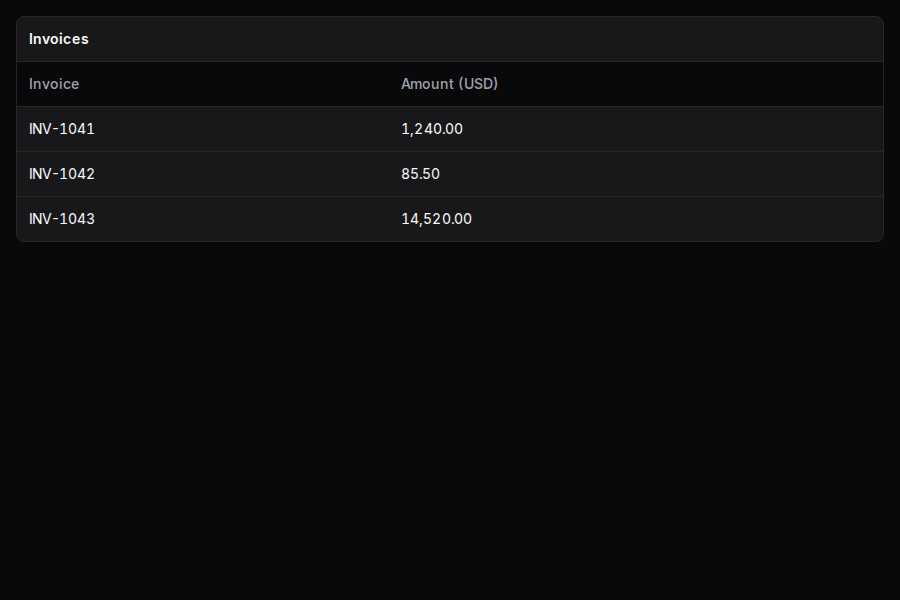 Invoices
Invoice Amount (USD)
INV-1041 1,240.00
INV-1042 85.50
INV-1043 14,520.00